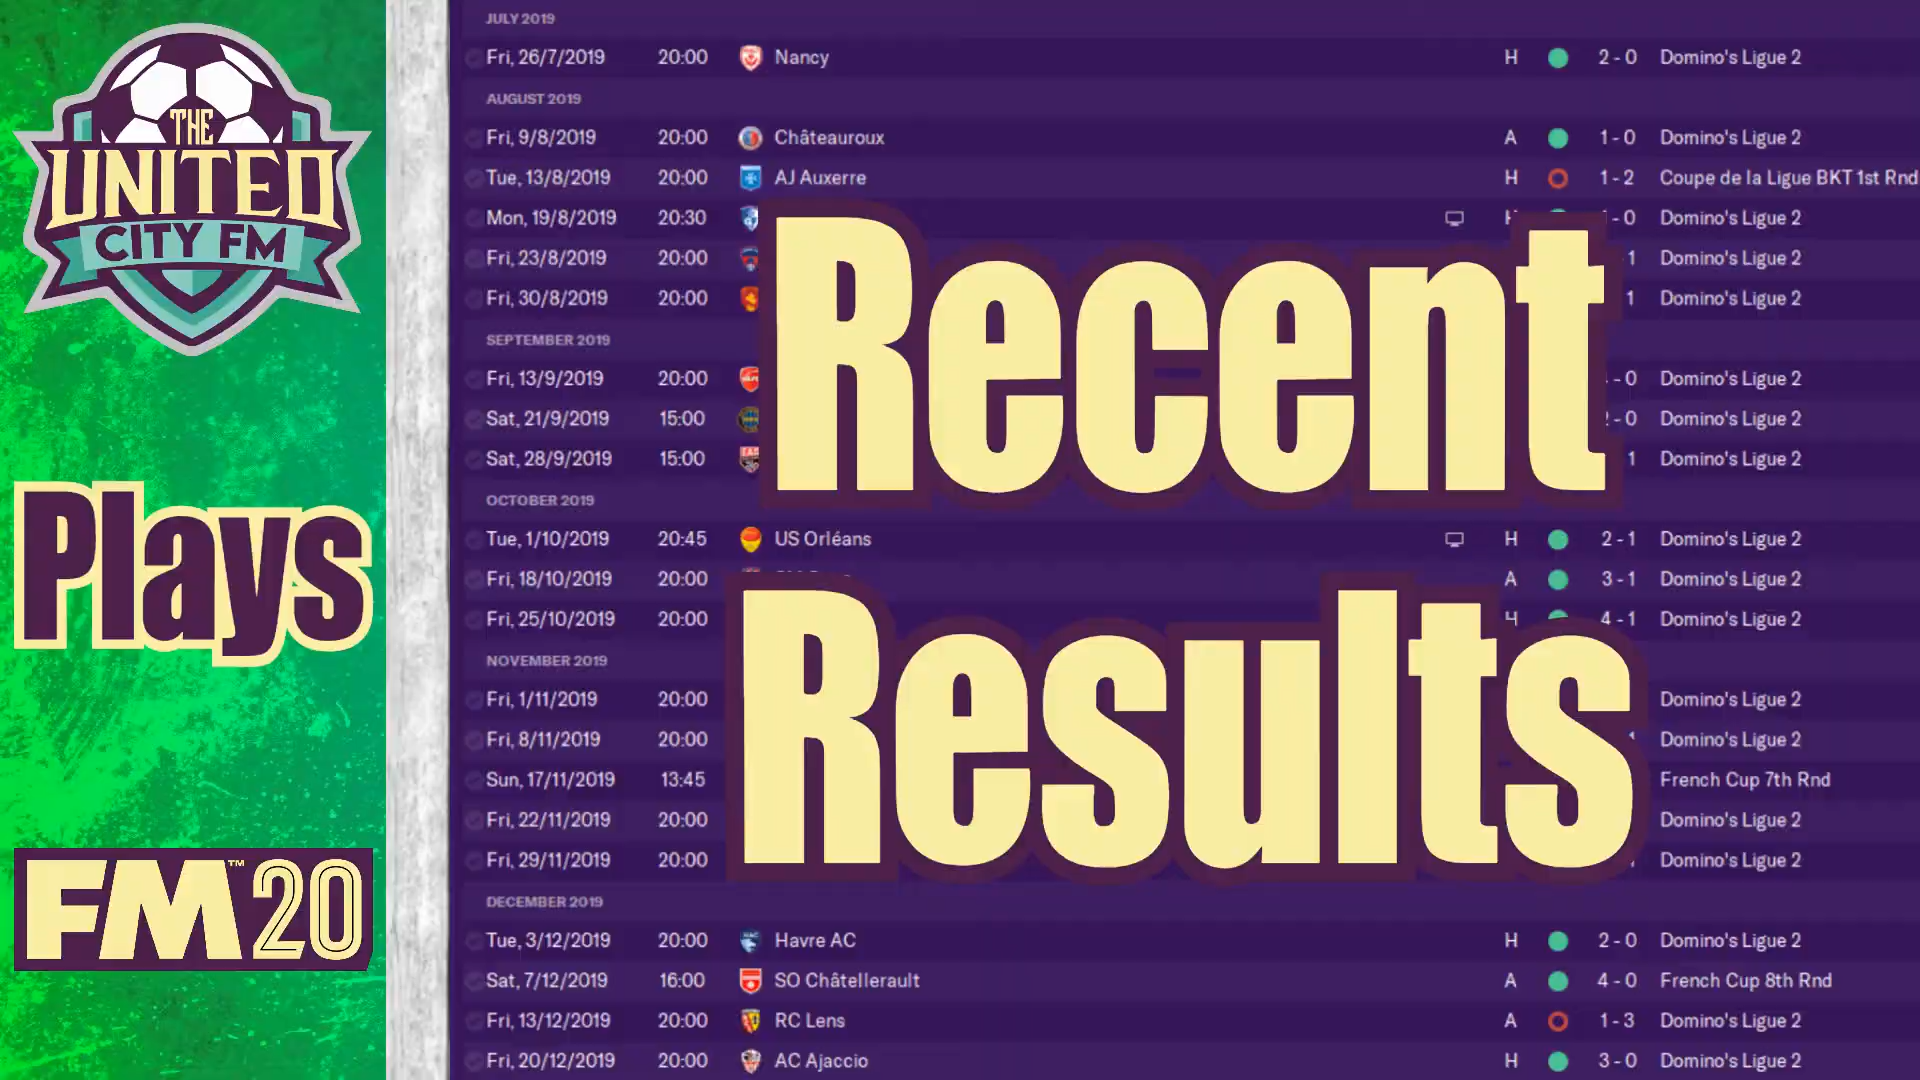 THE
UNITED
CITY FM
Plays
FM™20
Recent
Results
JULY 2019
Fri, 26/7/2019 20:00 Nancy H 2 - 0 Domino's Ligue 2
AUGUST 2019
Fri, 9/8/2019 20:00 Châteauroux A 1 - 0 Domino's Ligue 2
Tue, 13/8/2019 20:00 AJ Auxerre H 1 - 2 Coupe de la Ligue BKT 1st Rnd
Mon, 19/8/2019 20:30 - 0 Domino's Ligue 2
Fri, 23/8/2019 20:00 1 Domino's Ligue 2
Fri, 30/8/2019 20:00 1 Domino's Ligue 2
SEPTEMBER 2019
Fri, 13/9/2019 20:00 - 0 Domino's Ligue 2
Sat, 21/9/2019 15:00 - 0 Domino's Ligue 2
Sat, 28/9/2019 15:00 1 Domino's Ligue 2
OCTOBER 2019
Tue, 1/10/2019 20:45 US Orléans H 2 - 1 Domino's Ligue 2
Fri, 18/10/2019 20:00 A 3 - 1 Domino's Ligue 2
Fri, 25/10/2019 20:00 H 4 - 1 Domino's Ligue 2
NOVEMBER 2019
Fri, 1/11/2019 20:00 Domino's Ligue 2
Fri, 8/11/2019 20:00 Domino's Ligue 2
Sun, 17/11/2019 13:45 French Cup 7th Rnd
Fri, 22/11/2019 20:00 Domino's Ligue 2
Fri, 29/11/2019 20:00 Domino's Ligue 2
DECEMBER 2019
Tue, 3/12/2019 20:00 Havre AC H 2 - 0 Domino's Ligue 2
Sat, 7/12/2019 16:00 SO Châtellerault A 4 - 0 French Cup 8th Rnd
Fri, 13/12/2019 20:00 RC Lens A 1 - 3 Domino's Ligue 2
Fri, 20/12/2019 20:00 AC Ajaccio H 3 - 0 Domino's Ligue 2